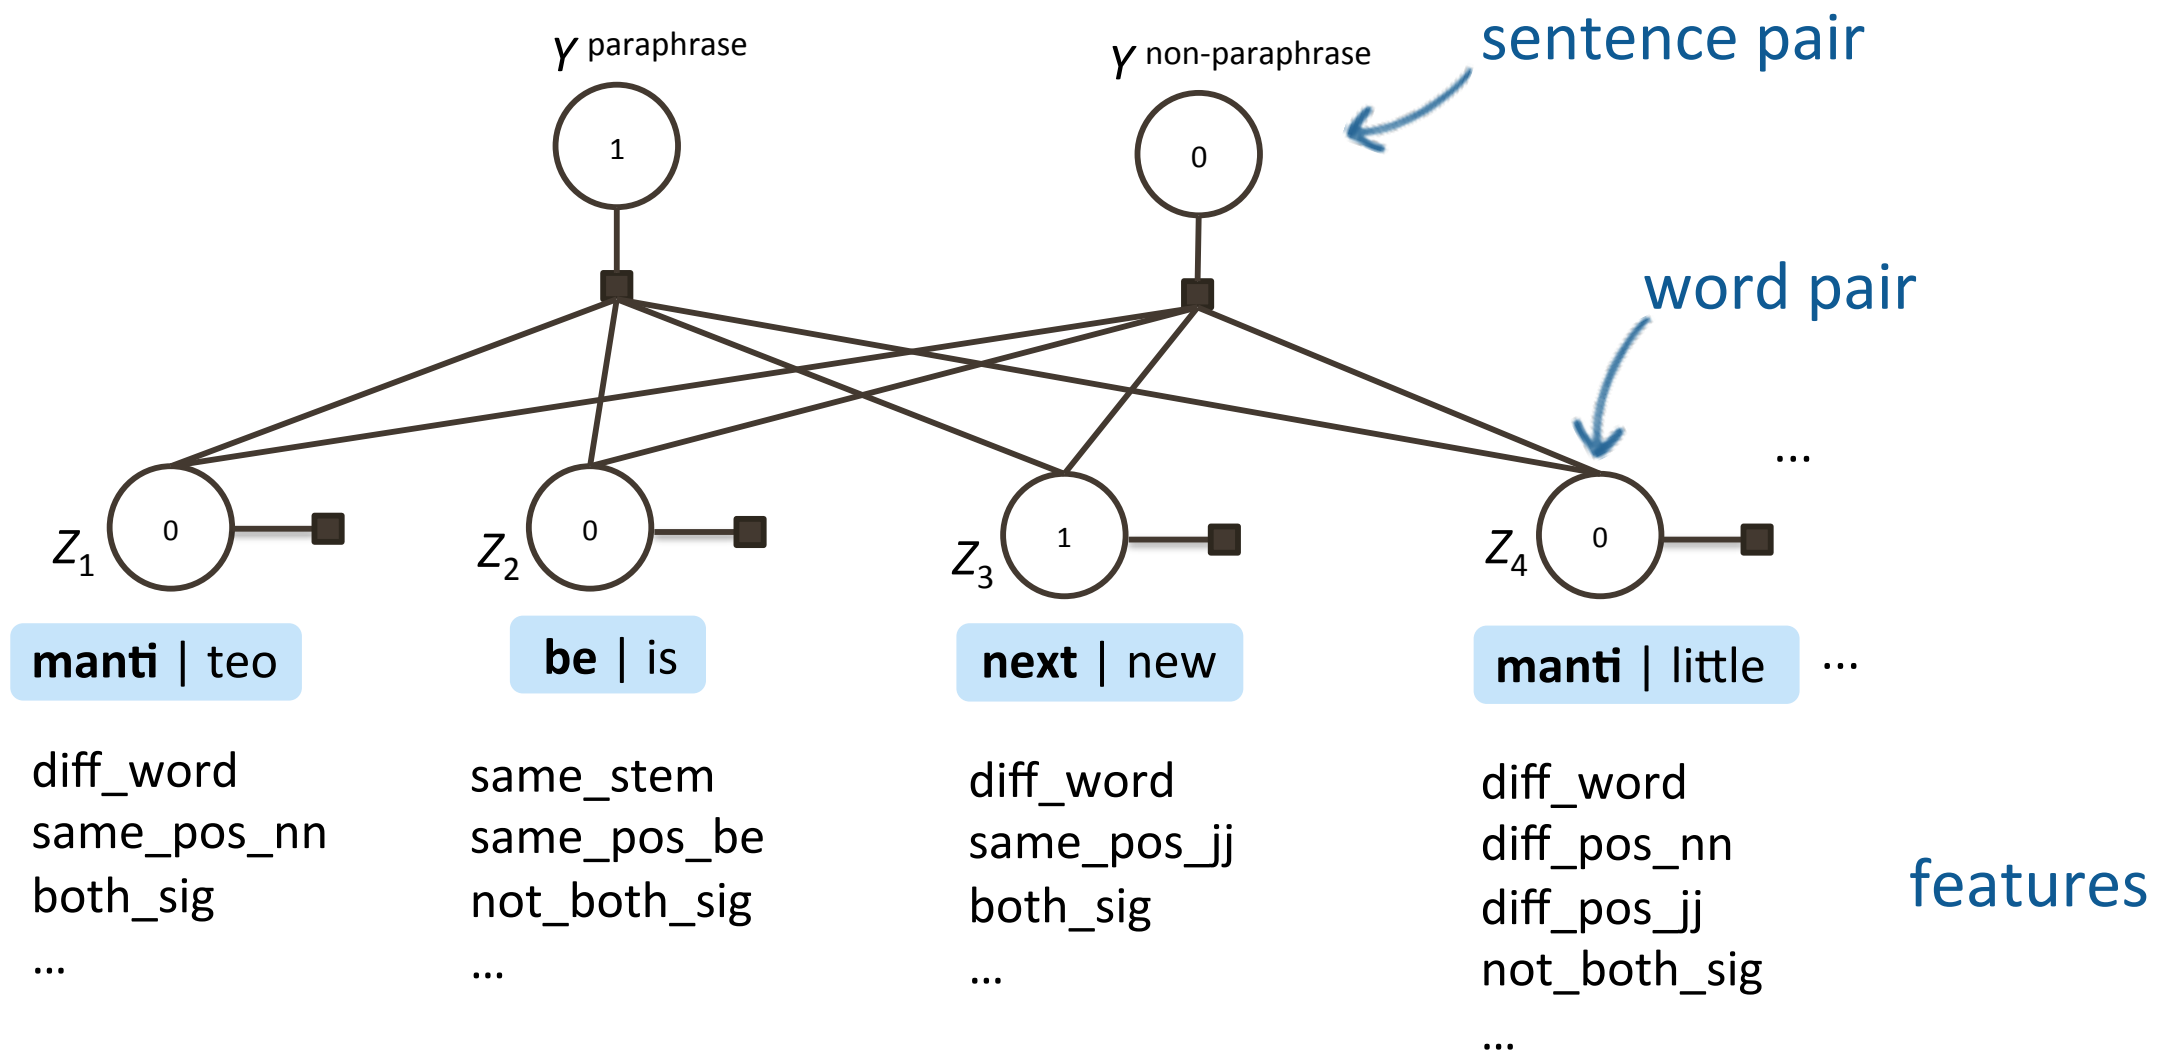 Y paraphrase
Y non-paraphrase
sentence pair
1
0
word pair
...
Z1
0
Z2
0
Z3
1
Z4
0
manti | teo
be | is
next | new
manti | little
...
diff_word
same_pos_nn
both_sig
...
same_stem
same_pos_be
not_both_sig
...
diff_word
same_pos_jj
both_sig
...
diff_word
diff_pos_nn
diff_pos_jj
not_both_sig
...
features